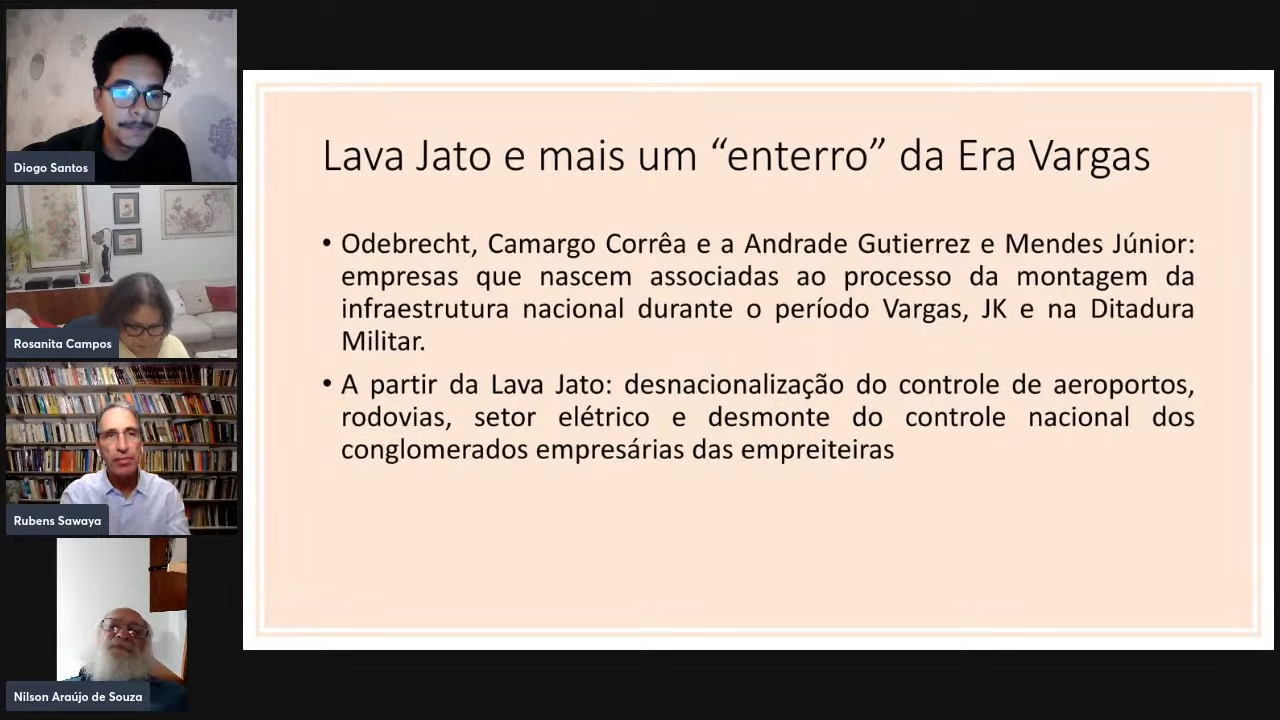 Diogo Santos
Rosanita Campos
Rubens Sawaya
Nilson Araújo de Souza
Lava Jato e mais um “enterro” da Era Vargas
• Odebrecht, Camargo Corrêa e a Andrade Gutierrez e Mendes Júnior:
empresas que nascem associadas ao processo da montagem da
infraestrutura nacional durante o período Vargas, JK e na Ditadura
Militar.
• A partir da Lava Jato: desnacionalização do controle de aeroportos,
rodovias, setor elétrico e desmonte do controle nacional dos
conglomerados empresárias das empreiteiras